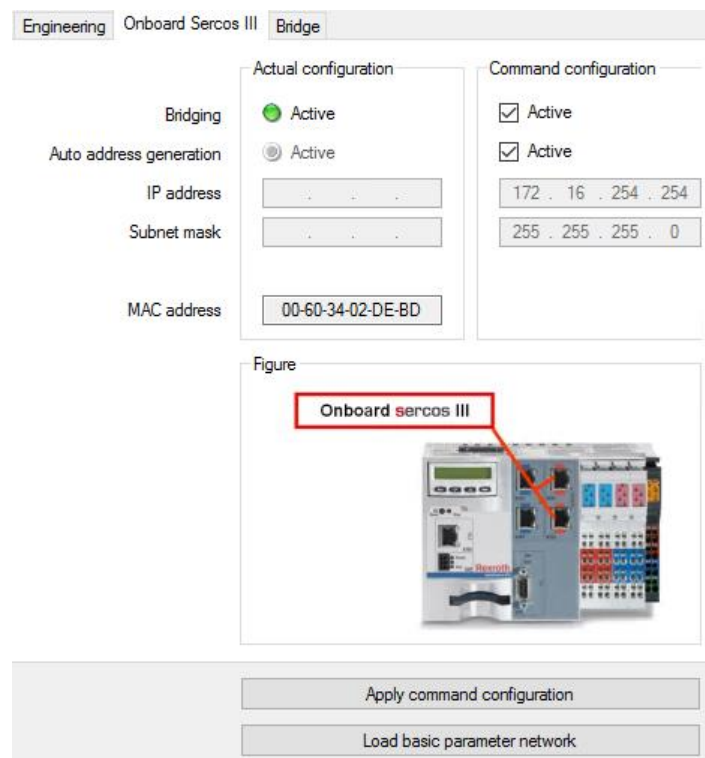 Engineering Onboard Sercos III Bridge
Actual configuration Command configuration
Bridging Active Active
Auto address generation Active Active
IP address . . . 172 . 16 . 254 . 254
Subnet mask . . . 255 . 255 . 255 . 0
MAC address 00-60-34-02-DE-BD
Figure
Onboard sercos III
Rexroth
Apply command configuration
Load basic parameter network